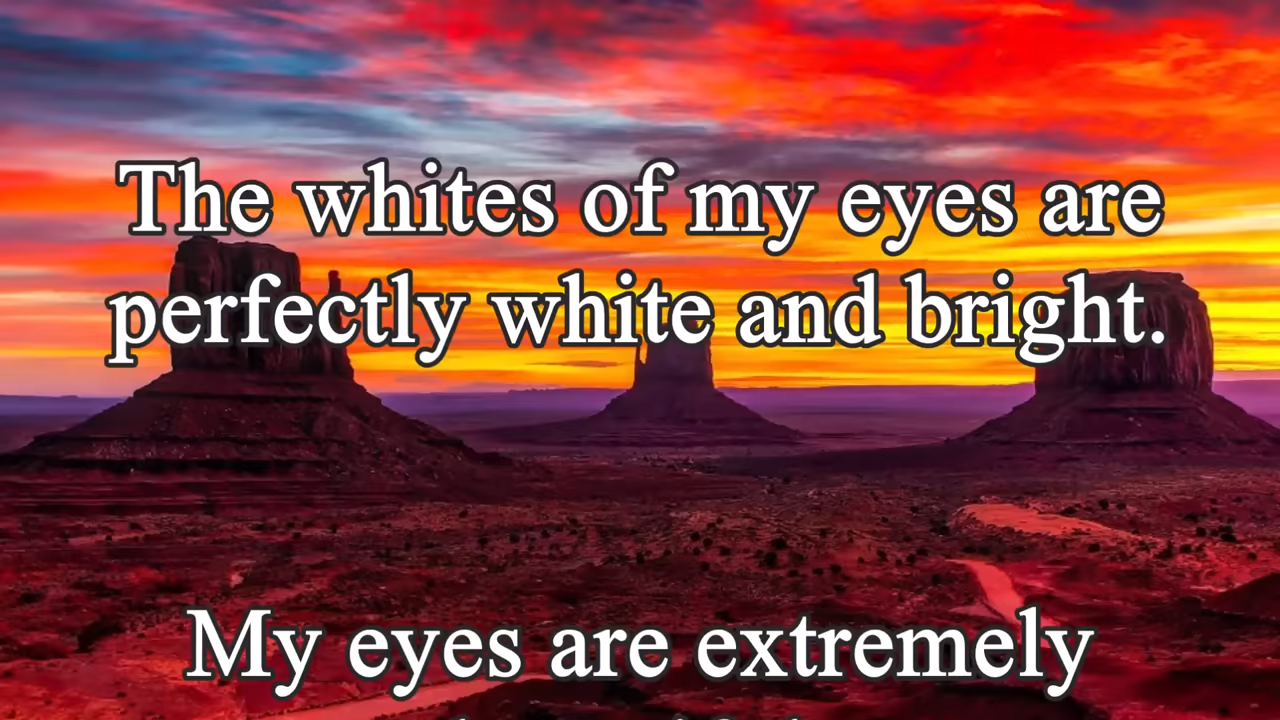 The whites of my eyes are
perfectly white and bright.
My eyes are extremely